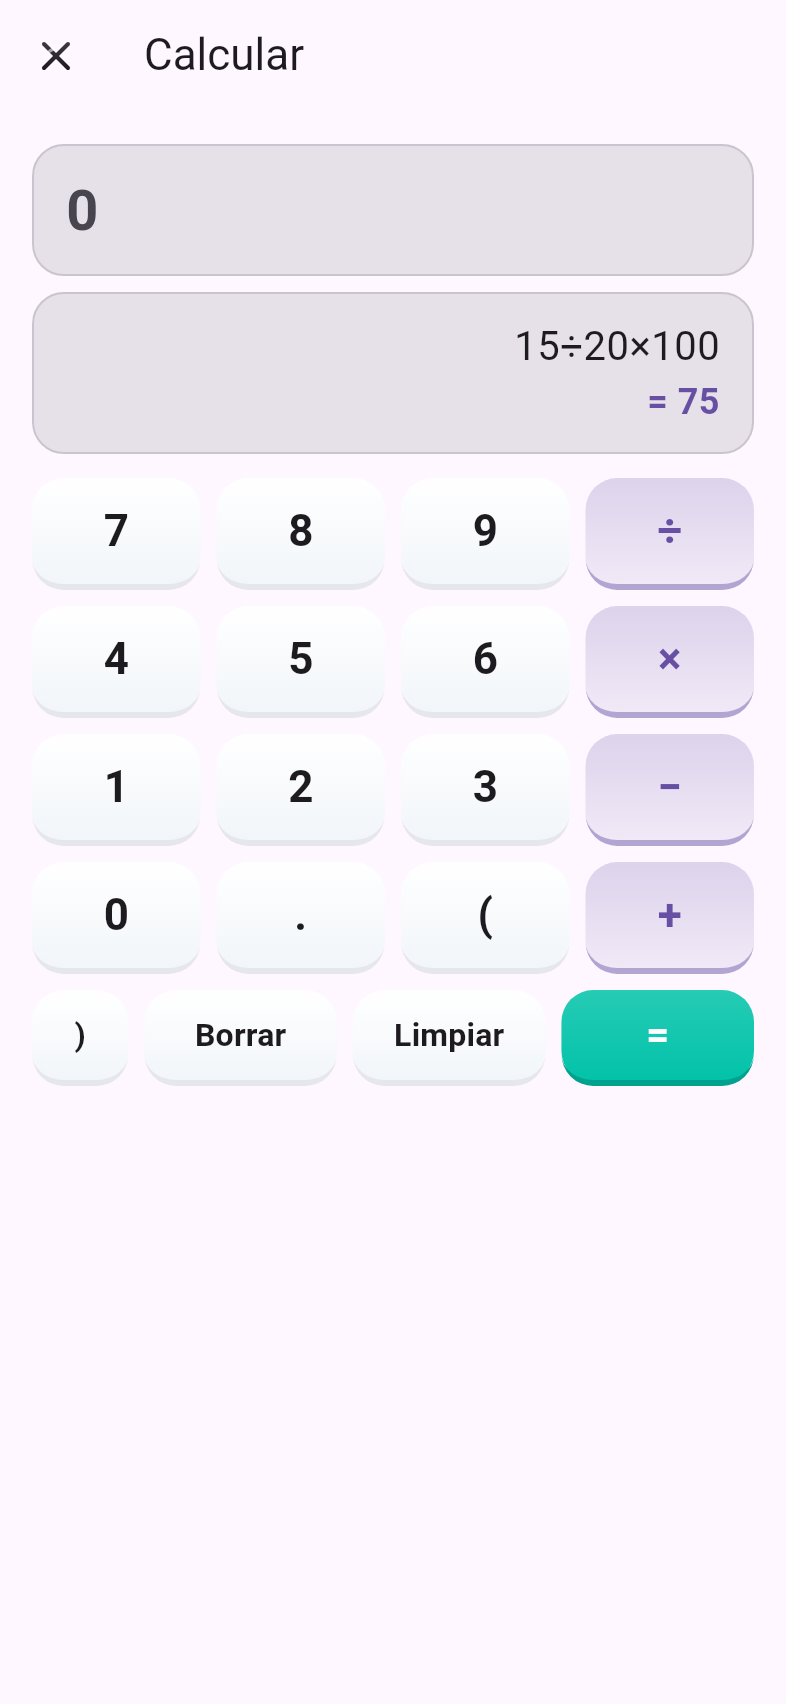 Calcular
0
15÷20×100
= 75
7 8 9 ÷
4 5 6 ×
1 2 3 −
0 . ( +
) Borrar Limpiar =